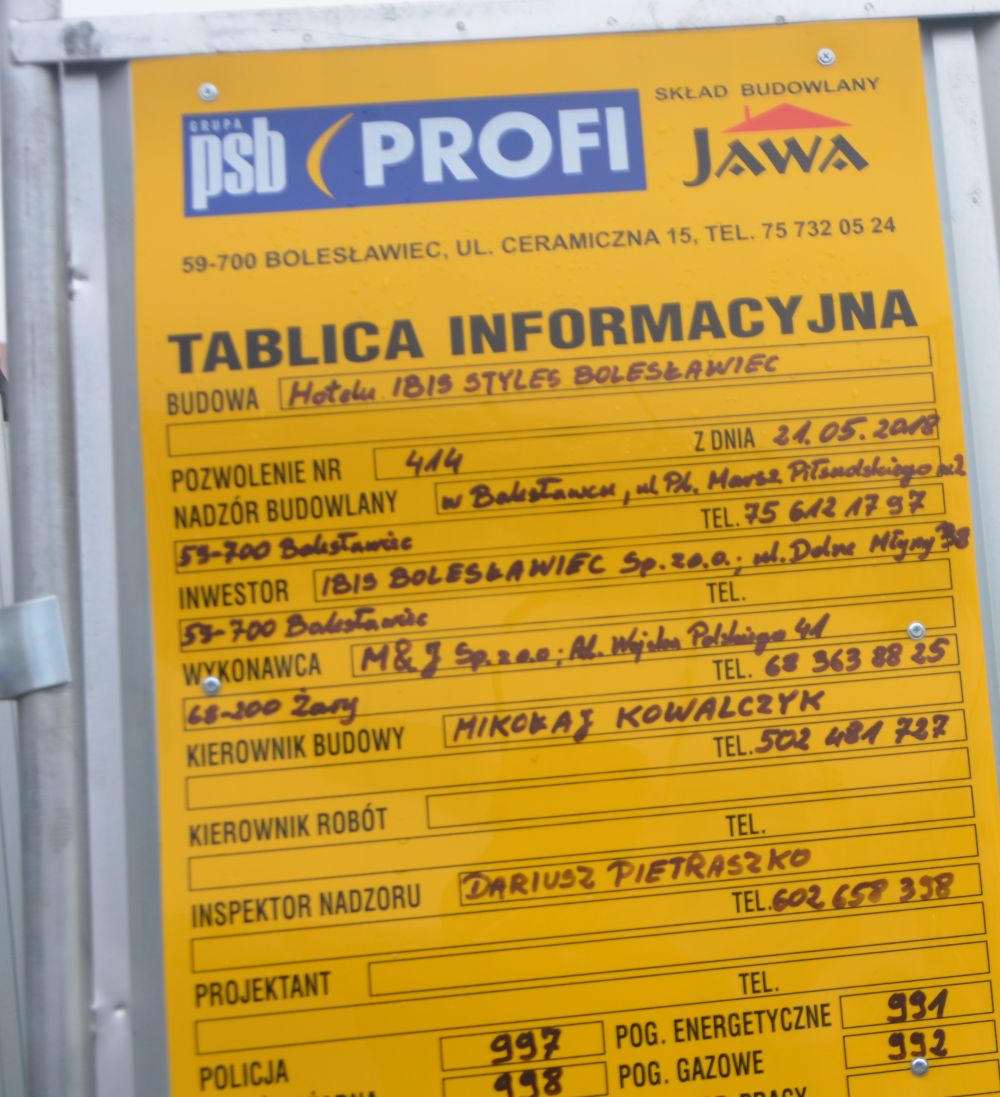 GRUPA
psb PROFI
SKŁAD BUDOWLANY
JAWA
59-700 BOLESŁAWIEC, UL. CERAMICZNA 15, TEL. 75 732 05 24
TABLICA INFORMACYJNA
BUDOWA Hotelu IBIS STYLES BOLESŁAWIEC
POZWOLENIE NR 414 Z DNIA 21.05.2018
NADZÓR BUDOWLANY w Bolesławcu, ul. Pl. Marsz. Piłsudskiego nr 2
59-700 Bolesławiec TEL. 75 612 17 97
INWESTOR IBIS BOLESŁAWIEC Sp. z o.o.; ul. Dolne Młyny 38
59-700 Bolesławiec TEL.
WYKONAWCA M&J Sp. z o.o; Al. Wojska Polskiego 41
68-200 Żary TEL. 68 363 88 25
KIEROWNIK BUDOWY MIKOŁAJ KOWALCZYK
TEL. 502 481 727
KIEROWNIK ROBÓT
TEL.
INSPEKTOR NADZORU DARIUSZ PIETRASZKO
TEL. 602 658 398
PROJEKTANT
TEL.
POLICJA 997 POG. ENERGETYCZNE 991
998 POG. GAZOWE 992
PRACY